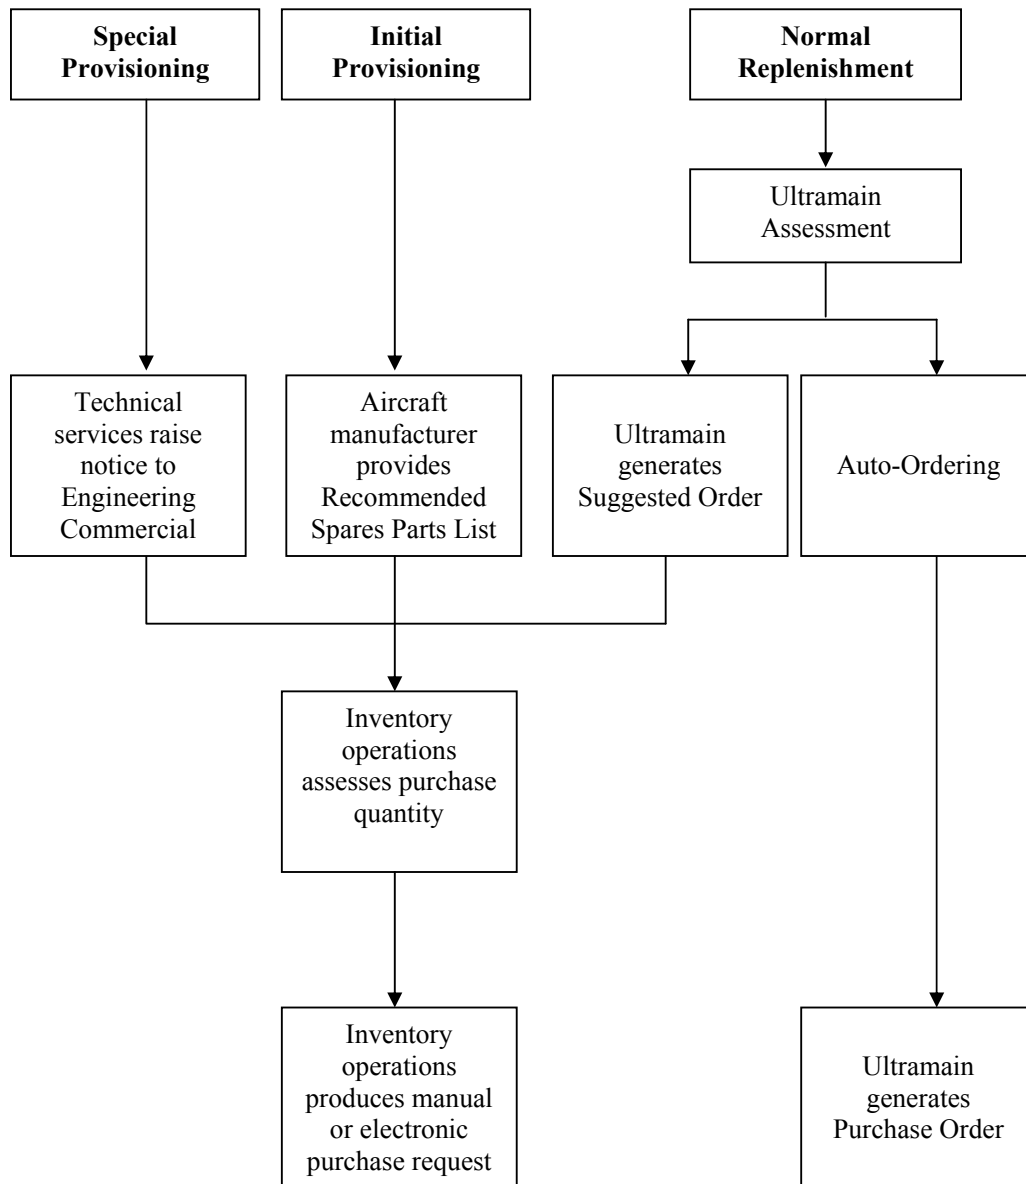 Special
Provisioning
Initial
Provisioning
Normal
Replenishment
Ultramain
Assessment
Technical
services raise
notice to
Engineering
Commercial
Aircraft
manufacturer
provides
Recommended
Spares Parts List
Ultramain
generates
Suggested Order
Auto-Ordering
Inventory
operations
assesses purchase
quantity
Inventory
operations
produces manual
or electronic
purchase request
Ultramain
generates
Purchase Order